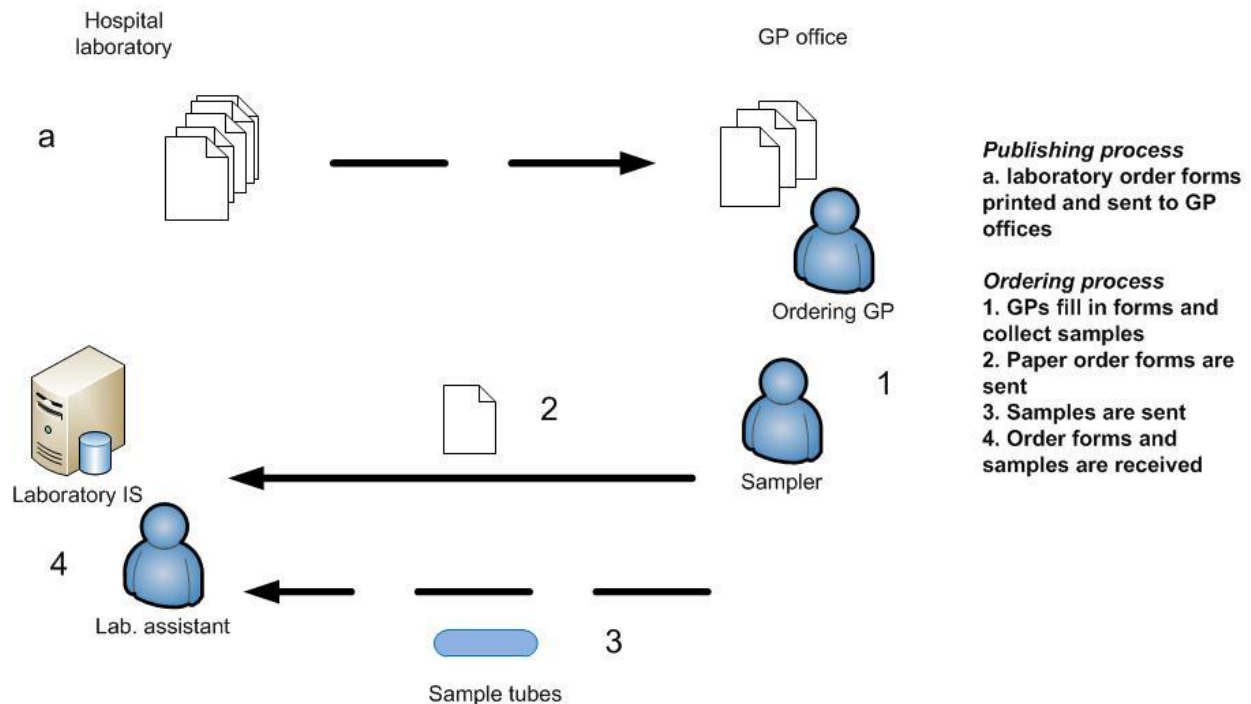 Hospital
laboratory
GP office
a
Publishing process
a. laboratory order forms
printed and sent to GP
offices
Ordering GP
Ordering process
1. GPs fill in forms and
collect samples
2. Paper order forms are
sent
3. Samples are sent
4. Order forms and
samples are received
1
2
Laboratory IS
Sampler
4
Lab. assistant
3
Sample tubes